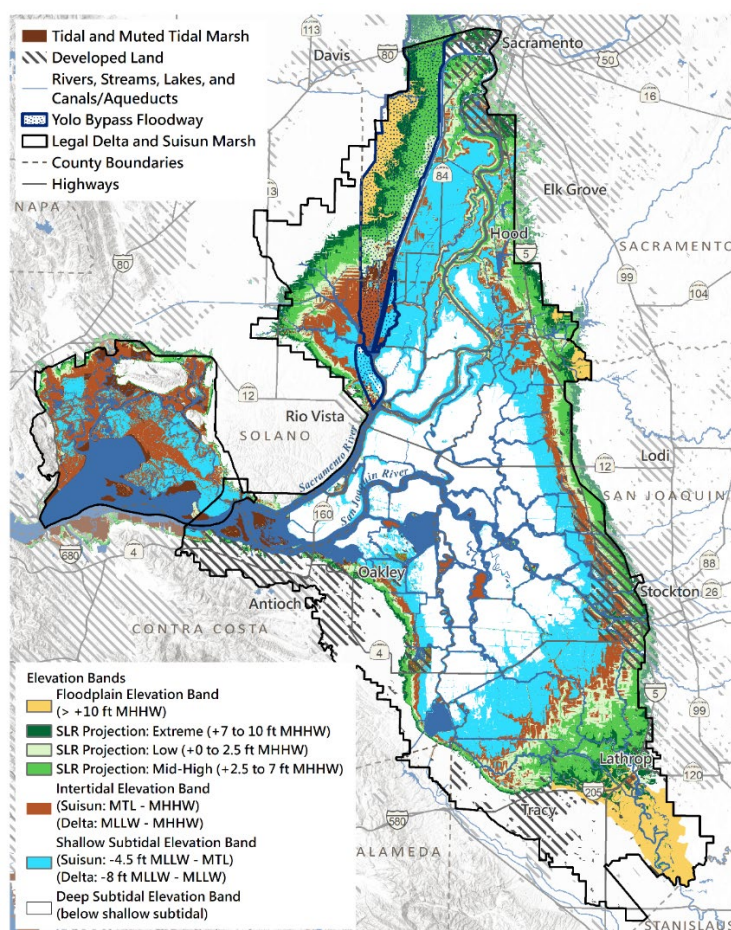 Tidal and Muted Tidal Marsh
Developed Land
Rivers, Streams, Lakes, and
Canals/Aqueducts
Yolo Bypass Floodway
Legal Delta and Suisun Marsh
County Boundaries
Highways
113
Davis
80
Sacramento
50
16
84
13
NAPA
Elk Grove
Hood
5
SACRAMENTO
80
99
104
12
Rio Vista
SOLANO
Sacramento River
Lodi
12
SAN JOAQUIN
San Joaquin River
160
680
4
Oakley
88
Stockton
26
Antioch
CONTRA COSTA
4
Elevation Bands
Floodplain Elevation Band
(> +10 ft MHHW)
SLR Projection: Extreme (+7 to 10 ft MHHW)
SLR Projection: Low (+0 to 2.5 ft MHHW)
SLR Projection: Mid-High (+2.5 to 7 ft MHHW)
Intertidal Elevation Band
(Suisun: MTL - MHHW)
(Delta: MLLW - MHHW)
Shallow Subtidal Elevation Band
(Suisun: -4.5 ft MLLW - MTL)
(Delta: -8 ft MLLW - MLLW)
Deep Subtidal Elevation Band
(below shallow subtidal)
5
99
Lathrop
120
205
Tracy
580
ALAMEDA
STANISLAUS